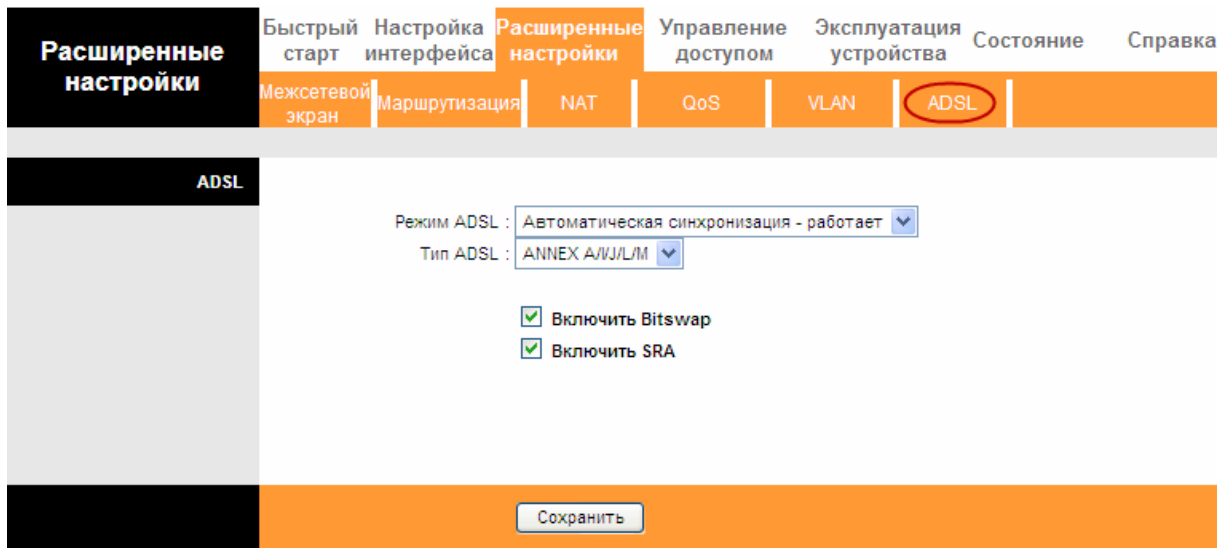 Расширенные настройки
Быстрый старт
Настройка интерфейса
Расширенные настройки
Управление доступом
Эксплуатация устройства
Состояние
Справка
Межсетевой экран
Маршрутизация
NAT
QoS
VLAN
ADSL
ADSL
Режим ADSL : Автоматическая синхронизация - работает
Тип ADSL : ANNEX A/I/J/L/M
Включить Bitswap
Включить SRA
Сохранить